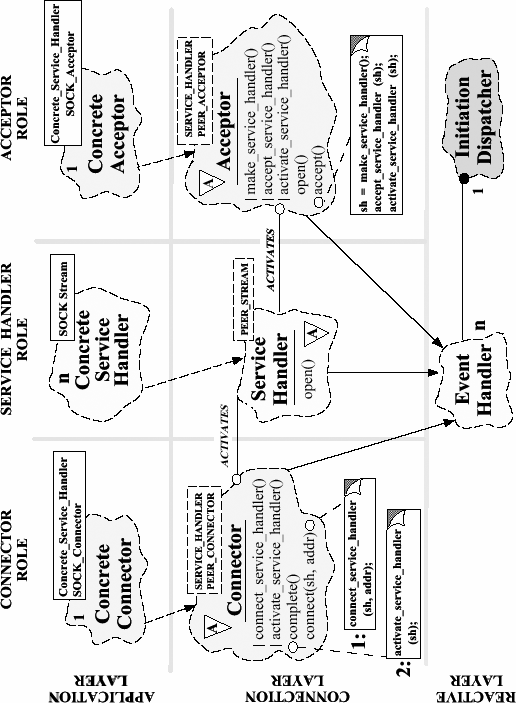 CONNECTOR
ROLE
SERVICE HANDLER
ROLE
ACCEPTOR
ROLE
APPLICATION
LAYER
Concrete_Service_Handler
SOCK_Connector
1
Concrete
Connector
SOCK Stream
n
Concrete
Service
Handler
Concrete_Service_Handler
SOCK_Acceptor
1
Concrete
Acceptor
CONNECTION
LAYER
SERVICE_HANDLER
PEER_CONNECTOR
A
Connector
connect_service_handler()
activate_service_handler()
complete()
connect(sh, addr)
1:
connect_service_handler
(sh, addr);
2:
activate_service_handler
(sh);
ACTIVATES
PEER_STREAM
Service
Handler
open()
A
ACTIVATES
SERVICE_HANDLER
PEER_ACCEPTOR
A
Acceptor
make_service_handler()
accept_service_handler()
activate_service_handler()
open()
accept()
sh = make_service_handler();
accept_service_handler (sh);
activate_service_handler (sh);
REACTIVE
LAYER
Event
Handler
n
1
Initiation
Dispatcher